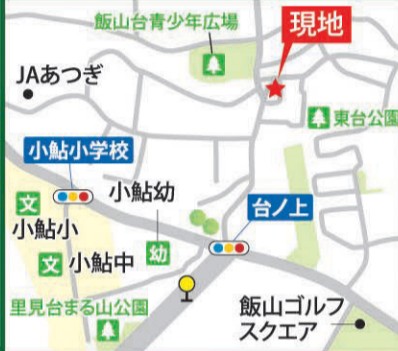 飯山台青少年広場
現地
JAあつぎ
東台公園
小鮎小学校
小鮎幼
台ノ上
文
小鮎小
文 小鮎中
幼
里見台まる山公園
飯山ゴルフ
スクエア